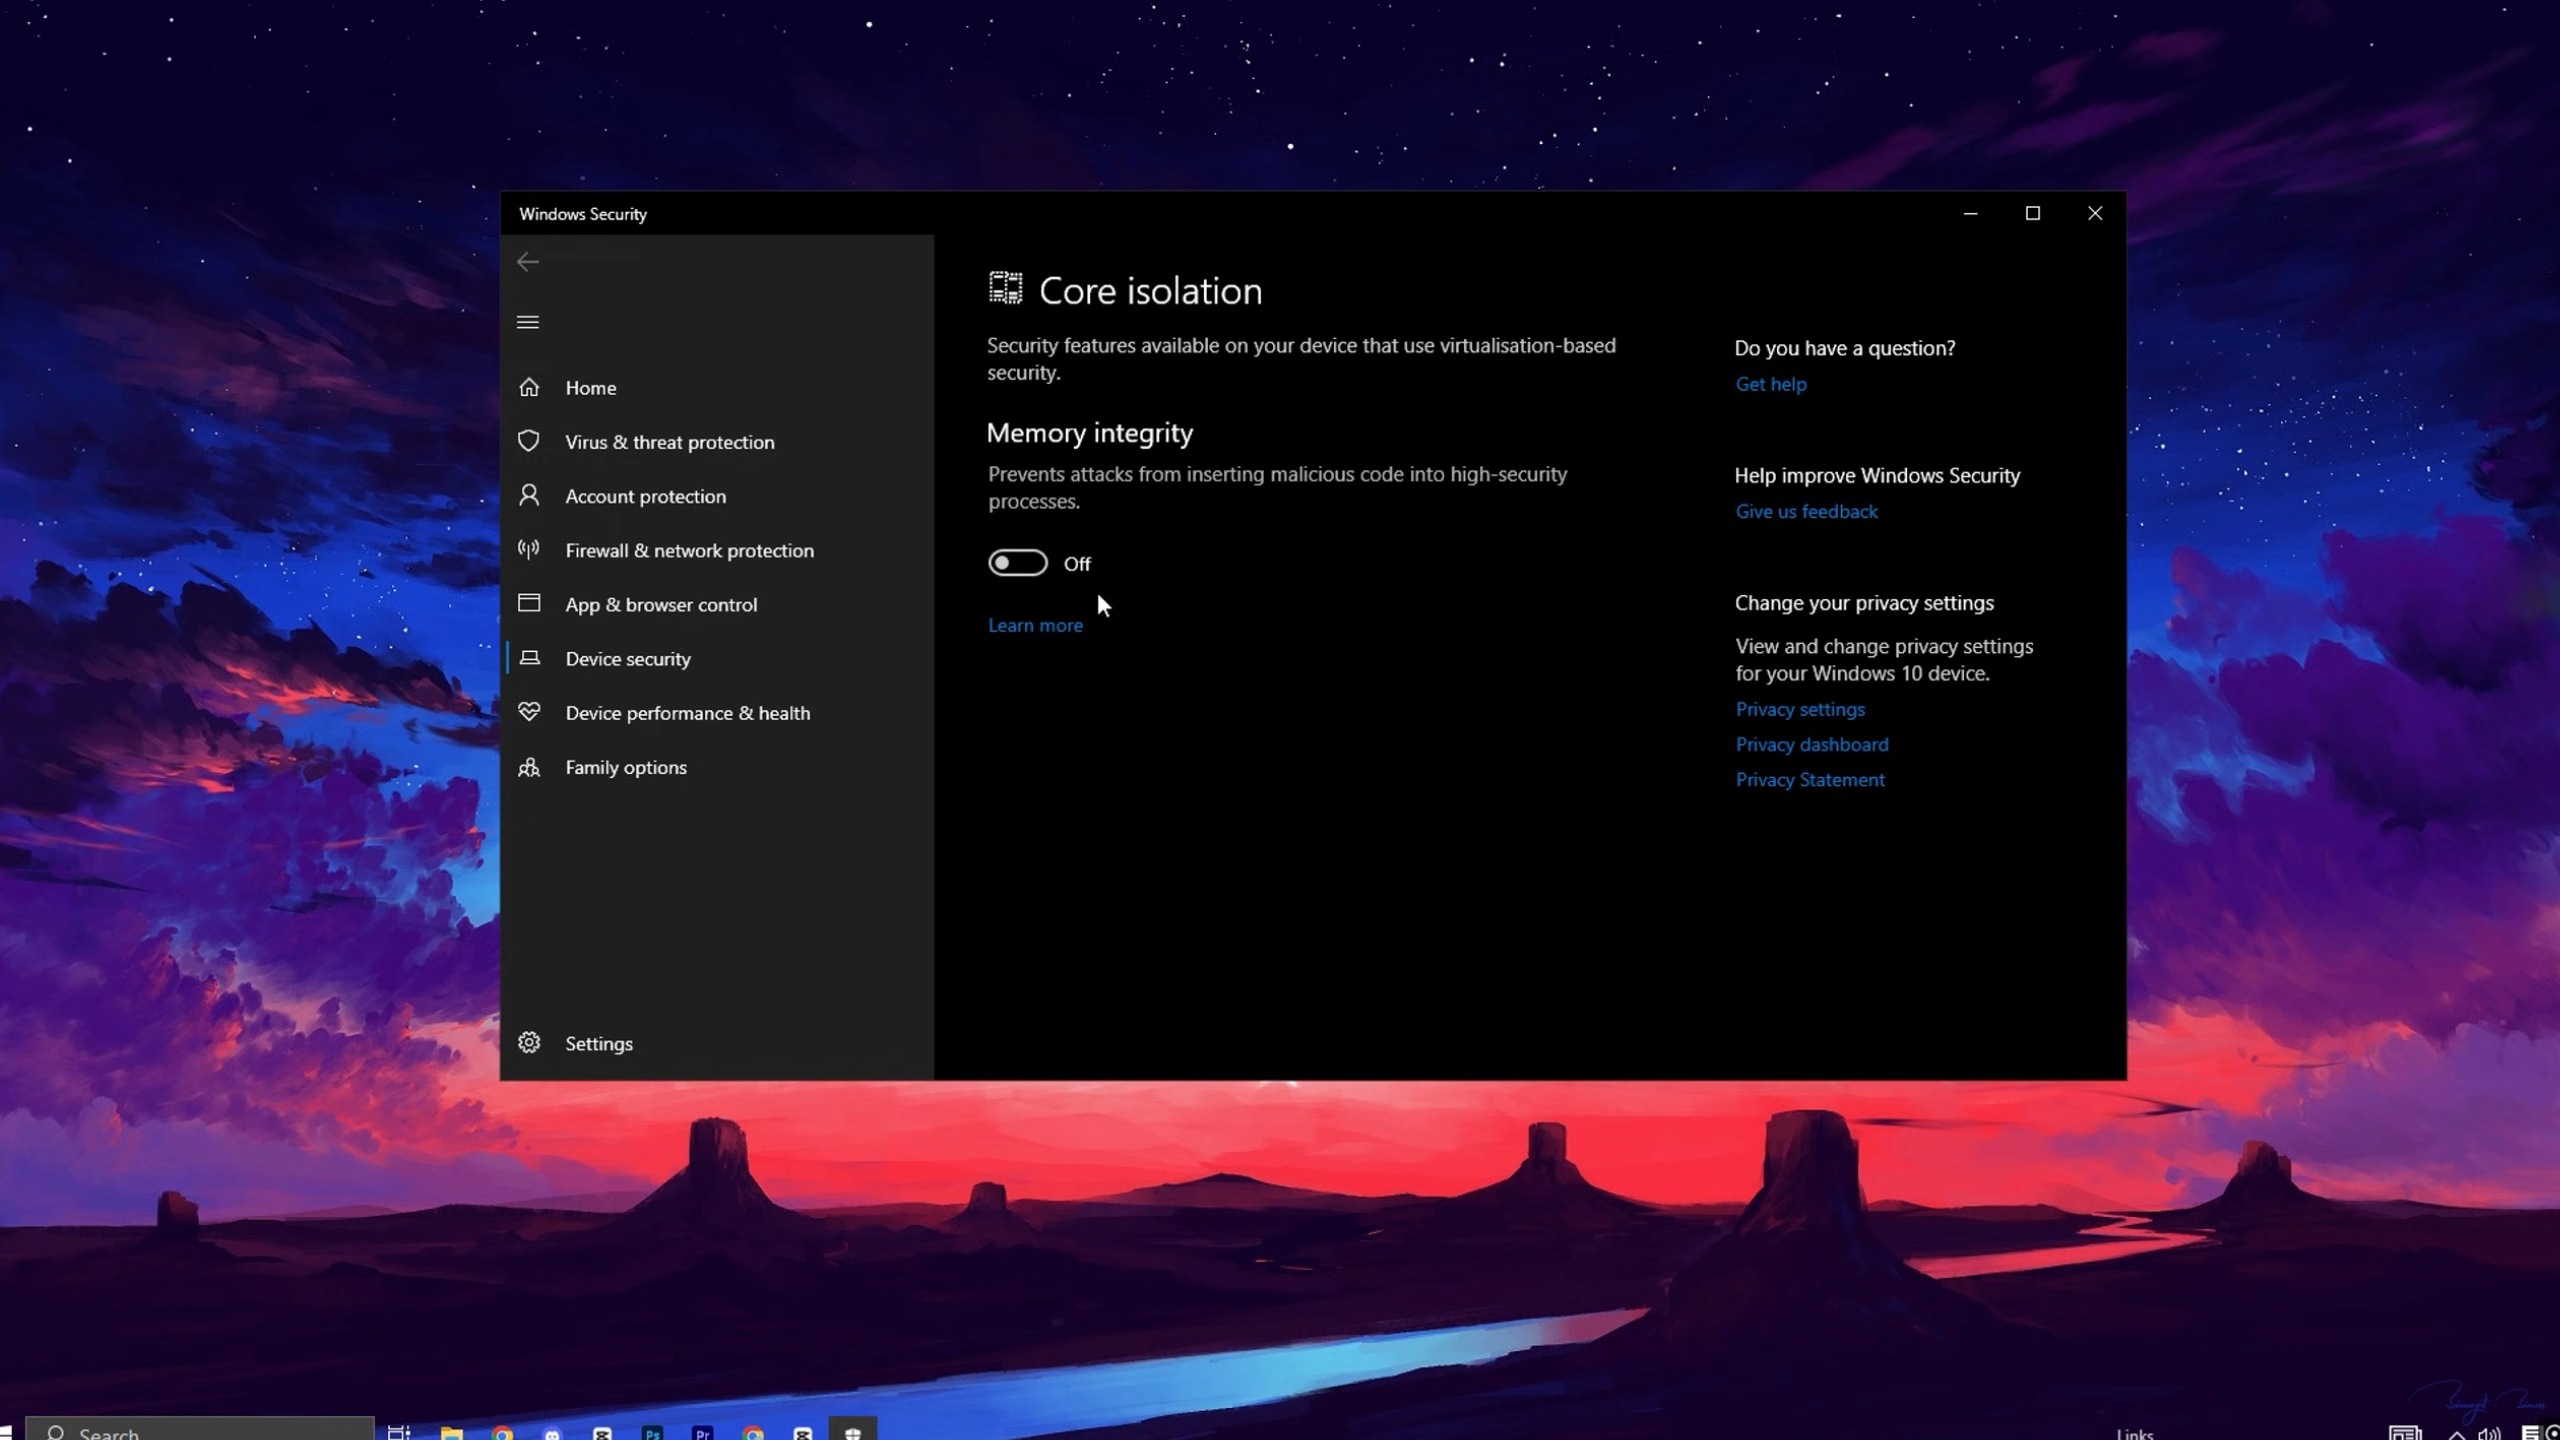 Windows Security
Home
Virus & threat protection
Account protection
Firewall & network protection
App & browser control
Device security
Device performance & health
Family options
Settings
Core isolation
Security features available on your device that use virtualisation-based
security.
Memory integrity
Prevents attacks from inserting malicious code into high-security
processes.
Off
Learn more
Do you have a question?
Get help
Help improve Windows Security
Give us feedback
Change your privacy settings
View and change privacy settings
for your Windows 10 device.
Privacy settings
Privacy dashboard
Privacy Statement
Search
Ps
Pr
Links